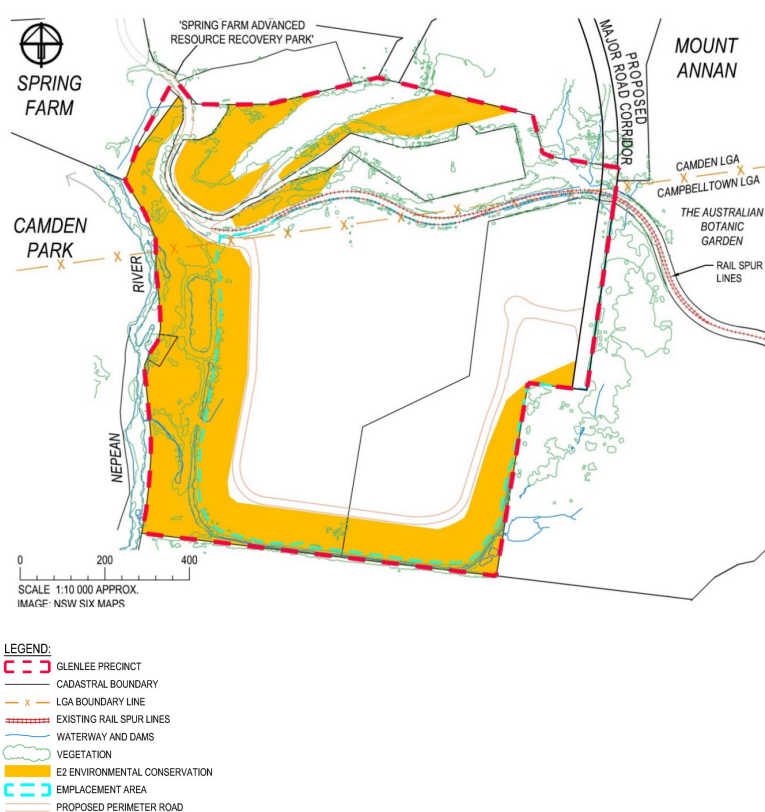 'SPRING FARM ADVANCED
RESOURCE RECOVERY PARK'
SPRING
FARM
PROPOSED
MAJOR ROAD CORRIDOR
MOUNT
ANNAN
CAMDEN LGA
CAMPBELLTOWN LGA
CAMDEN
PARK
THE AUSTRALIAN
BOTANIC
GARDEN
RAIL SPUR
LINES
RIVER
NEPEAN
0 200 400
SCALE 1:10 000 APPROX.
IMAGE: NSW SIX MAPS
LEGEND:
GLENLEE PRECINCT
CADASTRAL BOUNDARY
X LGA BOUNDARY LINE
EXISTING RAIL SPUR LINES
WATERWAY AND DAMS
VEGETATION
E2 ENVIRONMENTAL CONSERVATION
EMPLACEMENT AREA
PROPOSED PERIMETER ROAD